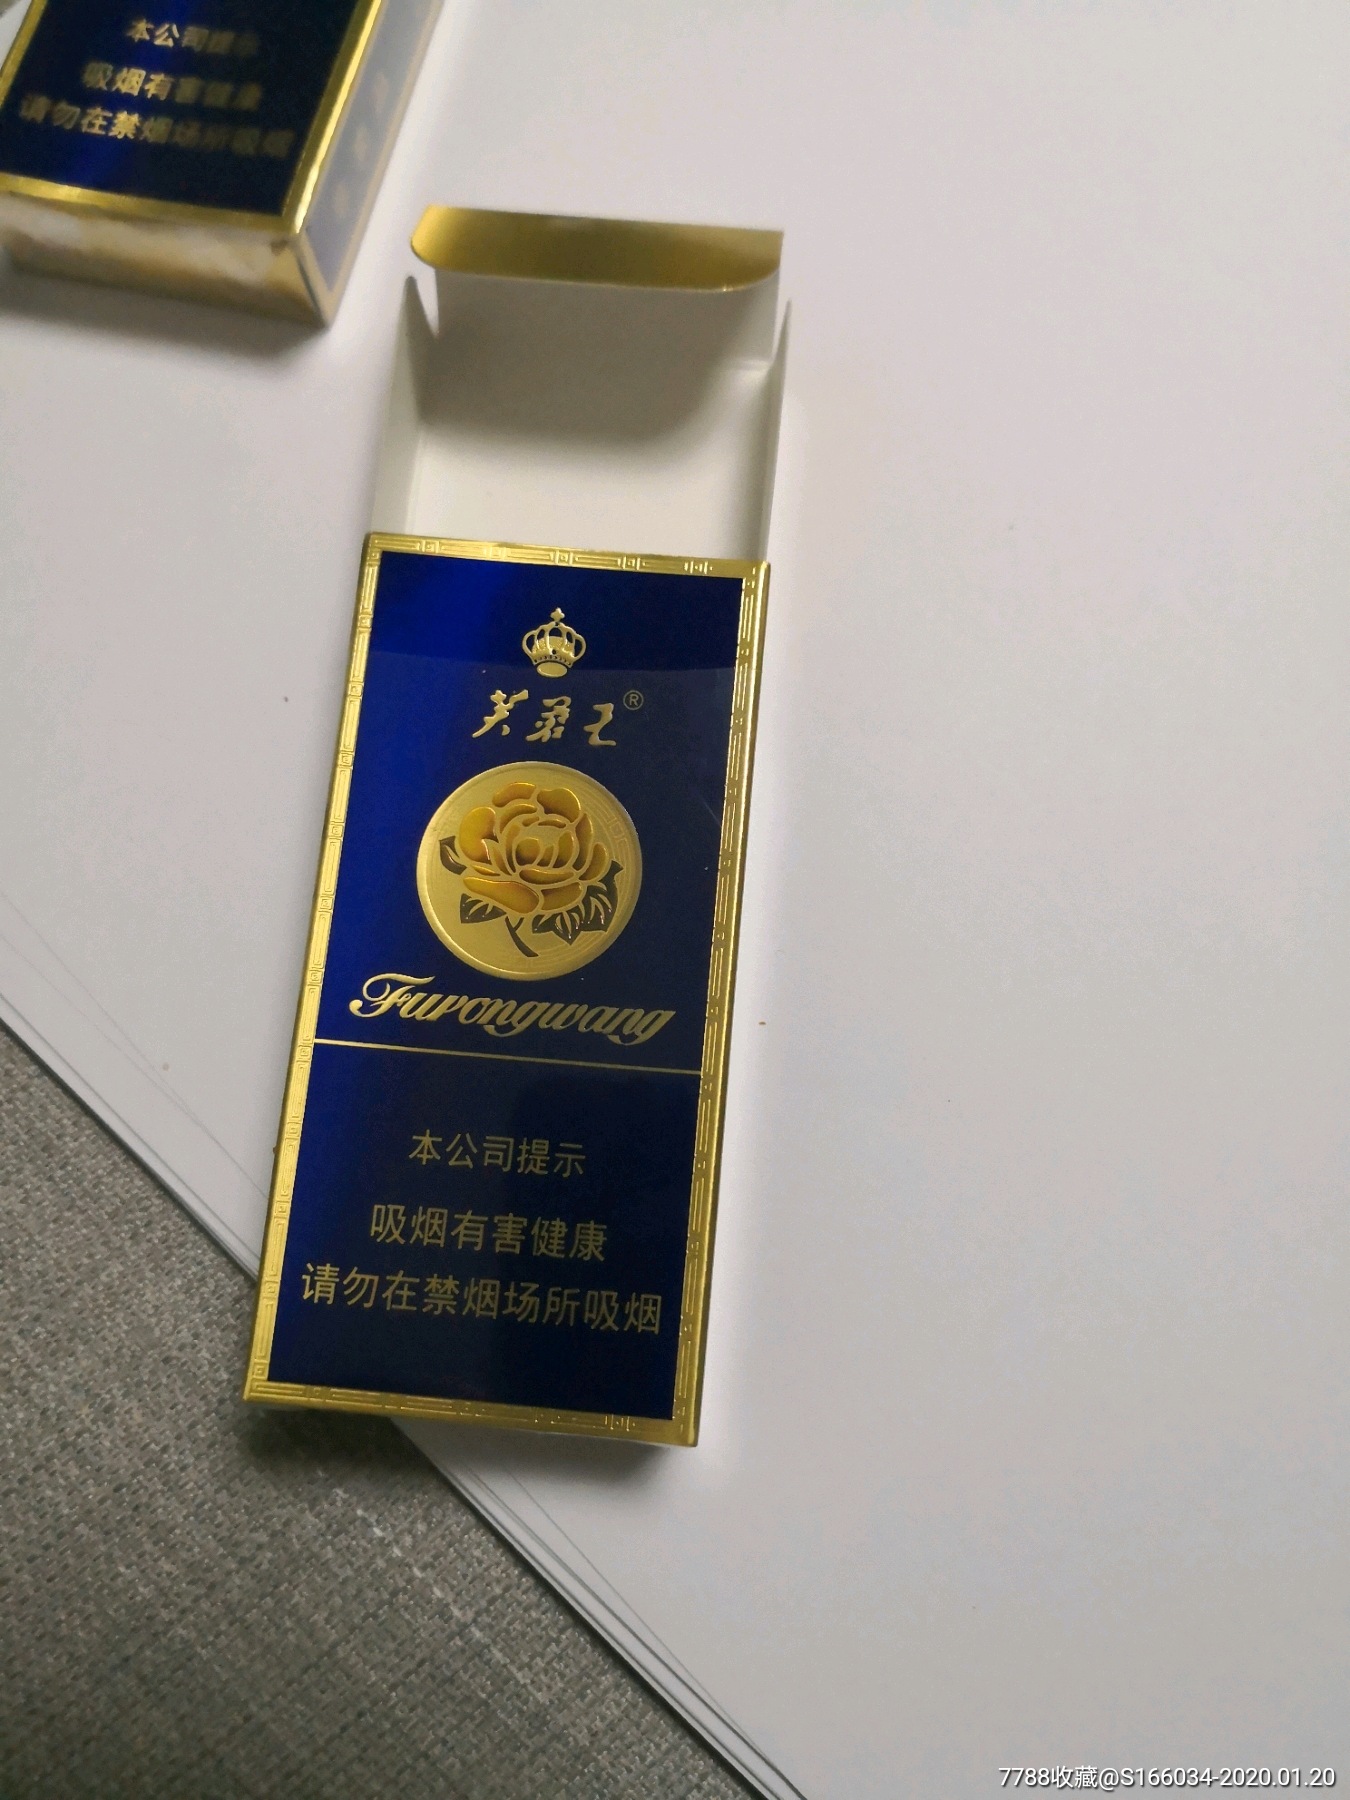 本公司提示
吸烟有害健康
请勿在禁烟场所吸烟
芙蓉王®
Furongwang
本公司提示
吸烟有害健康
请勿在禁烟场所吸烟
7788收藏@S166034-2020.01.20